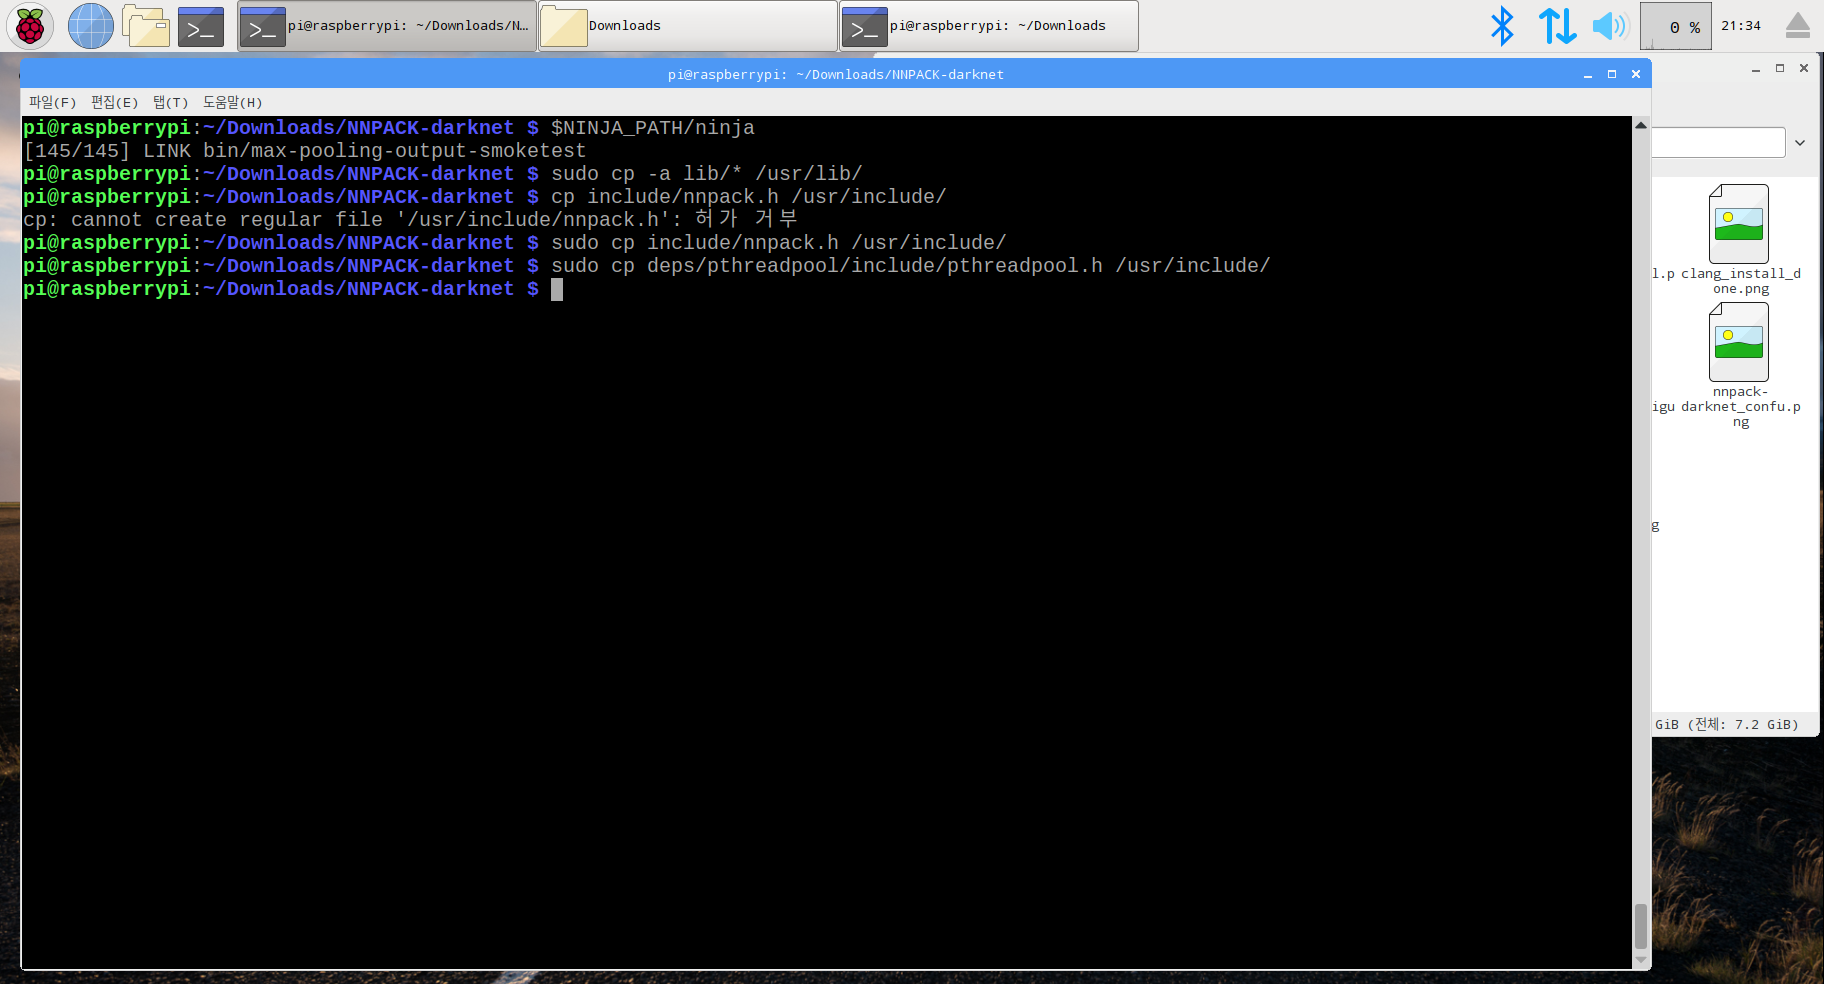 pi@raspberrypi: ~/Downloads/N...
Downloads
pi@raspberrypi: ~/Downloads
0 %
21:34
pi@raspberrypi: ~/Downloads/NNPACK-darknet
파일(F) 편집(E) 탭(T) 도움말(H)
pi@raspberrypi:~/Downloads/NNPACK-darknet $ $NINJA_PATH/ninja
[145/145] LINK bin/max-pooling-output-smoketest
pi@raspberrypi:~/Downloads/NNPACK-darknet $ sudo cp -a lib/* /usr/lib/
pi@raspberrypi:~/Downloads/NNPACK-darknet $ cp include/nnpack.h /usr/include/
cp: cannot create regular file '/usr/include/nnpack.h': 허가 거부
pi@raspberrypi:~/Downloads/NNPACK-darknet $ sudo cp include/nnpack.h /usr/include/
pi@raspberrypi:~/Downloads/NNPACK-darknet $ sudo cp deps/pthreadpool/include/pthreadpool.h /usr/include/
pi@raspberrypi:~/Downloads/NNPACK-darknet $
l.p clang_install_d
one.png
nnpack-
igu darknet_confu.p
ng
g
GiB (전체: 7.2 GiB)